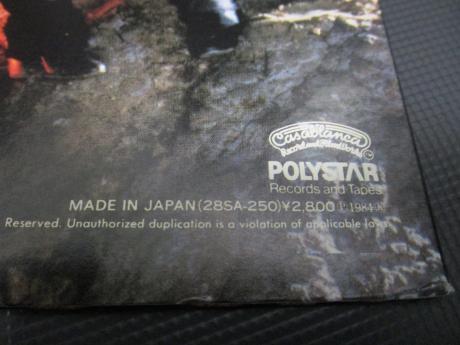 Casablanca
Record and FilmWorks
POLYSTAR
Records and Tapes
MADE IN JAPAN(28SA-250)¥2,800 Ⓟ1984.
Reserved. Unauthorized duplication is a violation of applicable laws.